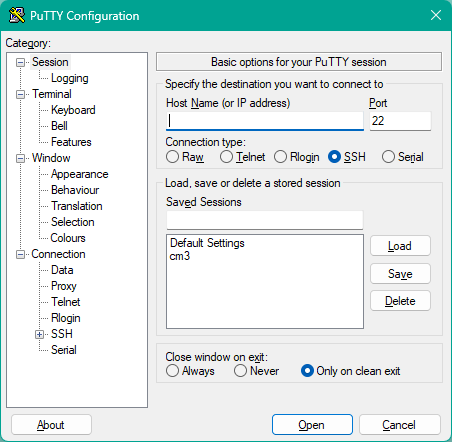 PuTTY Configuration
Category:
Session
Logging
Terminal
Keyboard
Bell
Features
Window
Appearance
Behaviour
Translation
Selection
Colours
Connection
Data
Proxy
Telnet
Rlogin
SSH
Serial
Basic options for your PuTTY session
Specify the destination you want to connect to
Host Name (or IP address) Port
22
Connection type:
Raw Telnet Rlogin SSH Serial
Load, save or delete a stored session
Saved Sessions
Default Settings
cm3
Load
Save
Delete
Close window on exit:
Always Never Only on clean exit
About Open Cancel